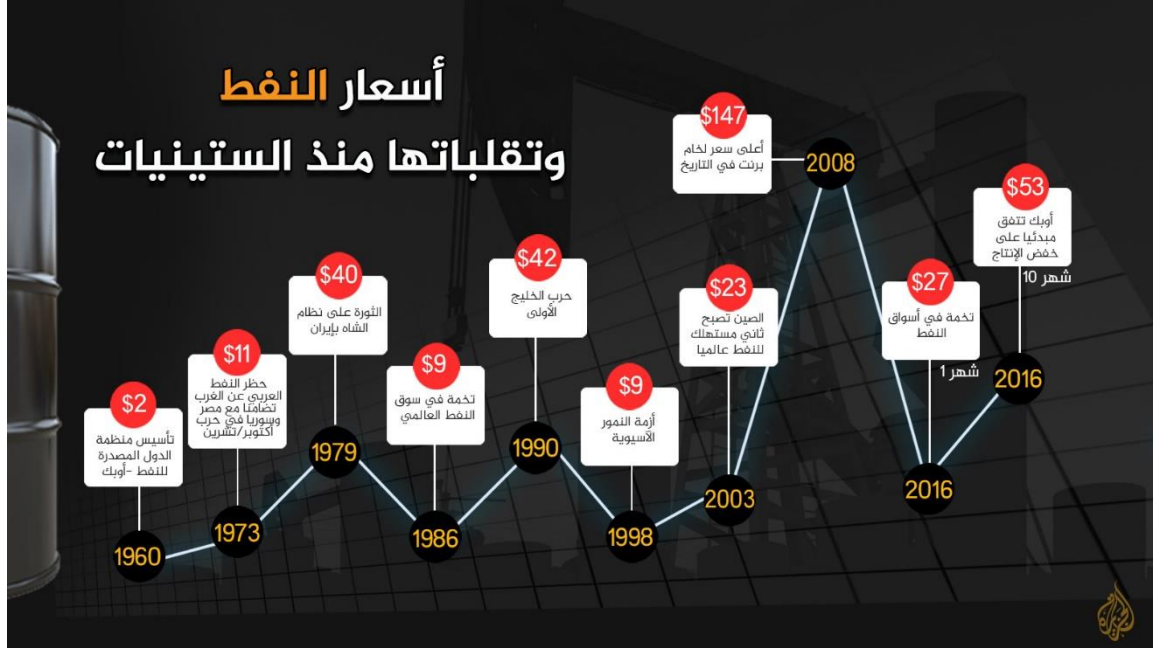 أسعار النفط
وتقلباتها منذ الستينيات
$2
تأسيس منظمة
الدول المصدرة
للنفط -أوبك
1960
$11
حظر النفط
العربي عن الغرب
تضامنا مع مصر
وسوريا في حرب
أكتوبر/تشرين
1973
$40
الثورة على نظام
الشاه بإيران
1979
$9
تخمة في سوق
النفط العالمي
1986
$42
حرب الخليج
الأولى
1990
$9
أزمة النمور
الآسيوية
1998
$23
الصين تصبح
ثاني مستهلك
للنفط عالميا
2003
$147
أعلى سعر لخام
برنت في التاريخ
2008
$27
تخمة في أسواق
النفط
شهر 1
2016
$53
أوبك تتفق
مبدئيا على
خفض الإنتاج
شهر 10
2016
الجزيرة